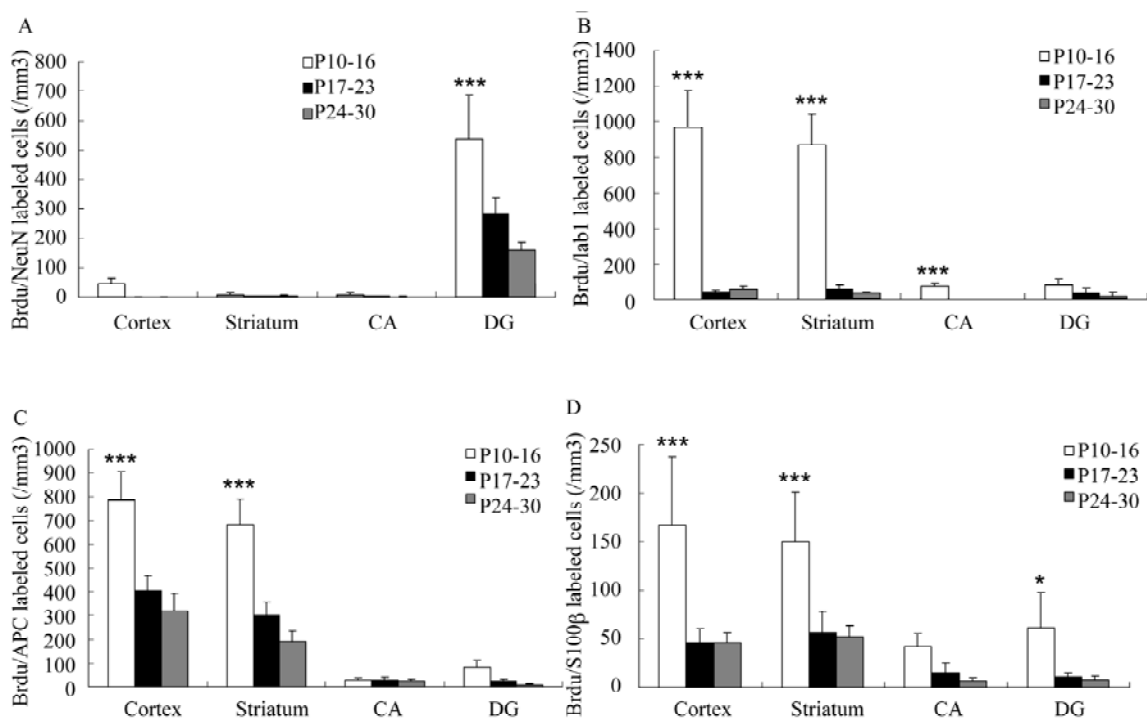 A
Brdu/NeuN labeled cells (/mm3)
800
700
600
500
400
300
200
100
0
***
P10-16
P17-23
P24-30
Cortex Striatum CA DG
B
Brdu/lab1 labeled cells (/mm3)
1400
1200
1000
800
600
400
200
0
*** *** ***
P10-16
P17-23
P24-30
Cortex Striatum CA DG
C
Brdu/APC labeled cells (/mm3)
1000
900
800
700
600
500
400
300
200
100
0
*** ***
P10-16
P17-23
P24-30
Cortex Striatum CA DG
D
Brdu/S100β labeled cells (/mm3)
250
200
150
100
50
0
*** *** *
P10-16
P17-23
P24-30
Cortex Striatum CA DG